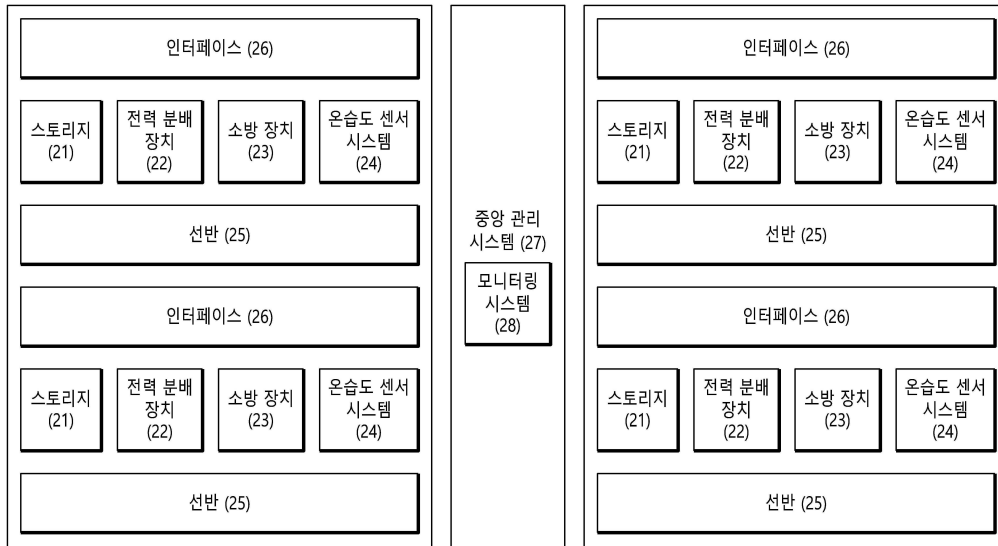 인터페이스 (26)
스토리지
(21)
전력 분배
장치
(22)
소방 장치
(23)
온습도 센서
시스템
(24)
선반 (25)
인터페이스 (26)
스토리지
(21)
전력 분배
장치
(22)
소방 장치
(23)
온습도 센서
시스템
(24)
선반 (25)
중앙 관리
시스템 (27)
모니터링
시스템
(28)
인터페이스 (26)
스토리지
(21)
전력 분배
장치
(22)
소방 장치
(23)
온습도 센서
시스템
(24)
선반 (25)
인터페이스 (26)
스토리지
(21)
전력 분배
장치
(22)
소방 장치
(23)
온습도 센서
시스템
(24)
선반 (25)